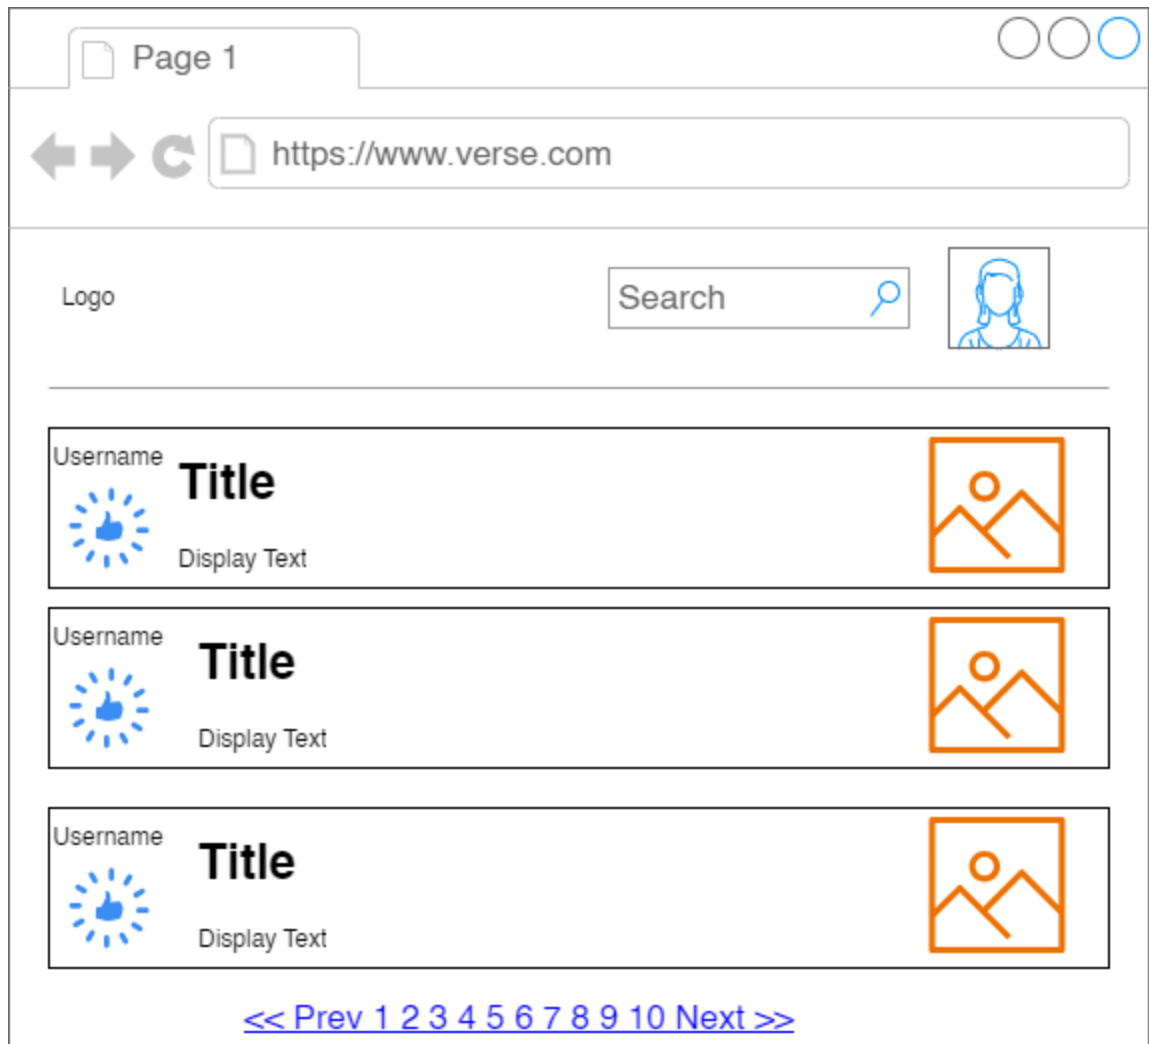 Page 1
https://www.verse.com
Logo
Search
Username
Title
Display Text
Username
Title
Display Text
Username
Title
Display Text
<< Prev 1 2 3 4 5 6 7 8 9 10 Next >>